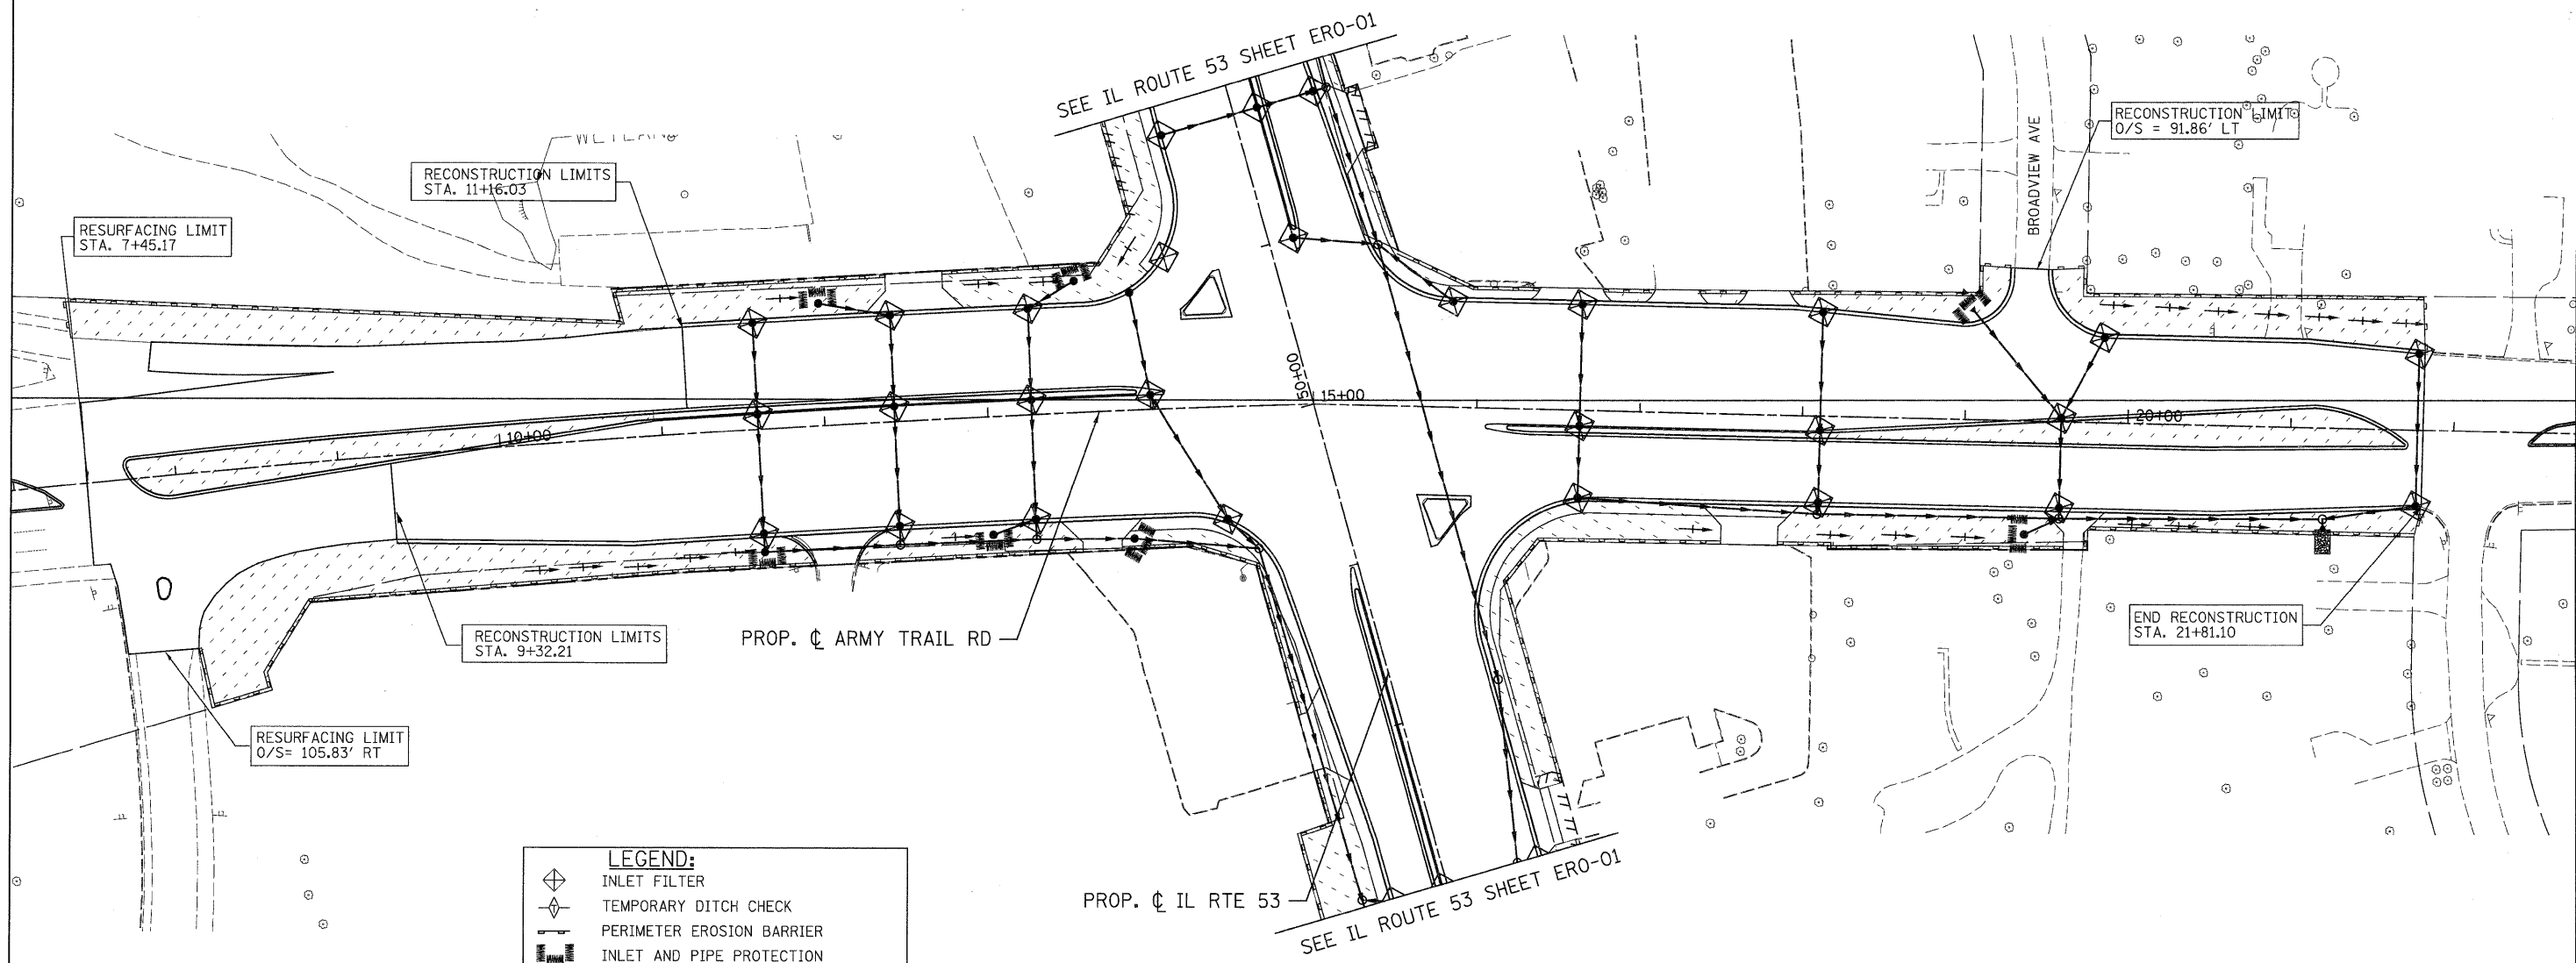 SEE IL ROUTE 53 SHEET ERO-01
RECONSTRUCTION LIMIT
O/S = 91.86' LT
BROADVIEW AVE
WETLAND
RECONSTRUCTION LIMITS
STA. 11+16.03
RESURFACING LIMIT
STA. 7+45.17
150+00
15+00
10+00
20+00
RECONSTRUCTION LIMITS
STA. 9+32.21
PROP. ℄ ARMY TRAIL RD
END RECONSTRUCTION
STA. 21+81.10
RESURFACING LIMIT
O/S= 105.83' RT
LEGEND:
INLET FILTER
TEMPORARY DITCH CHECK
PERIMETER EROSION BARRIER
INLET AND PIPE PROTECTION
PROP. ℄ IL RTE 53
SEE IL ROUTE 53 SHEET ERO-01